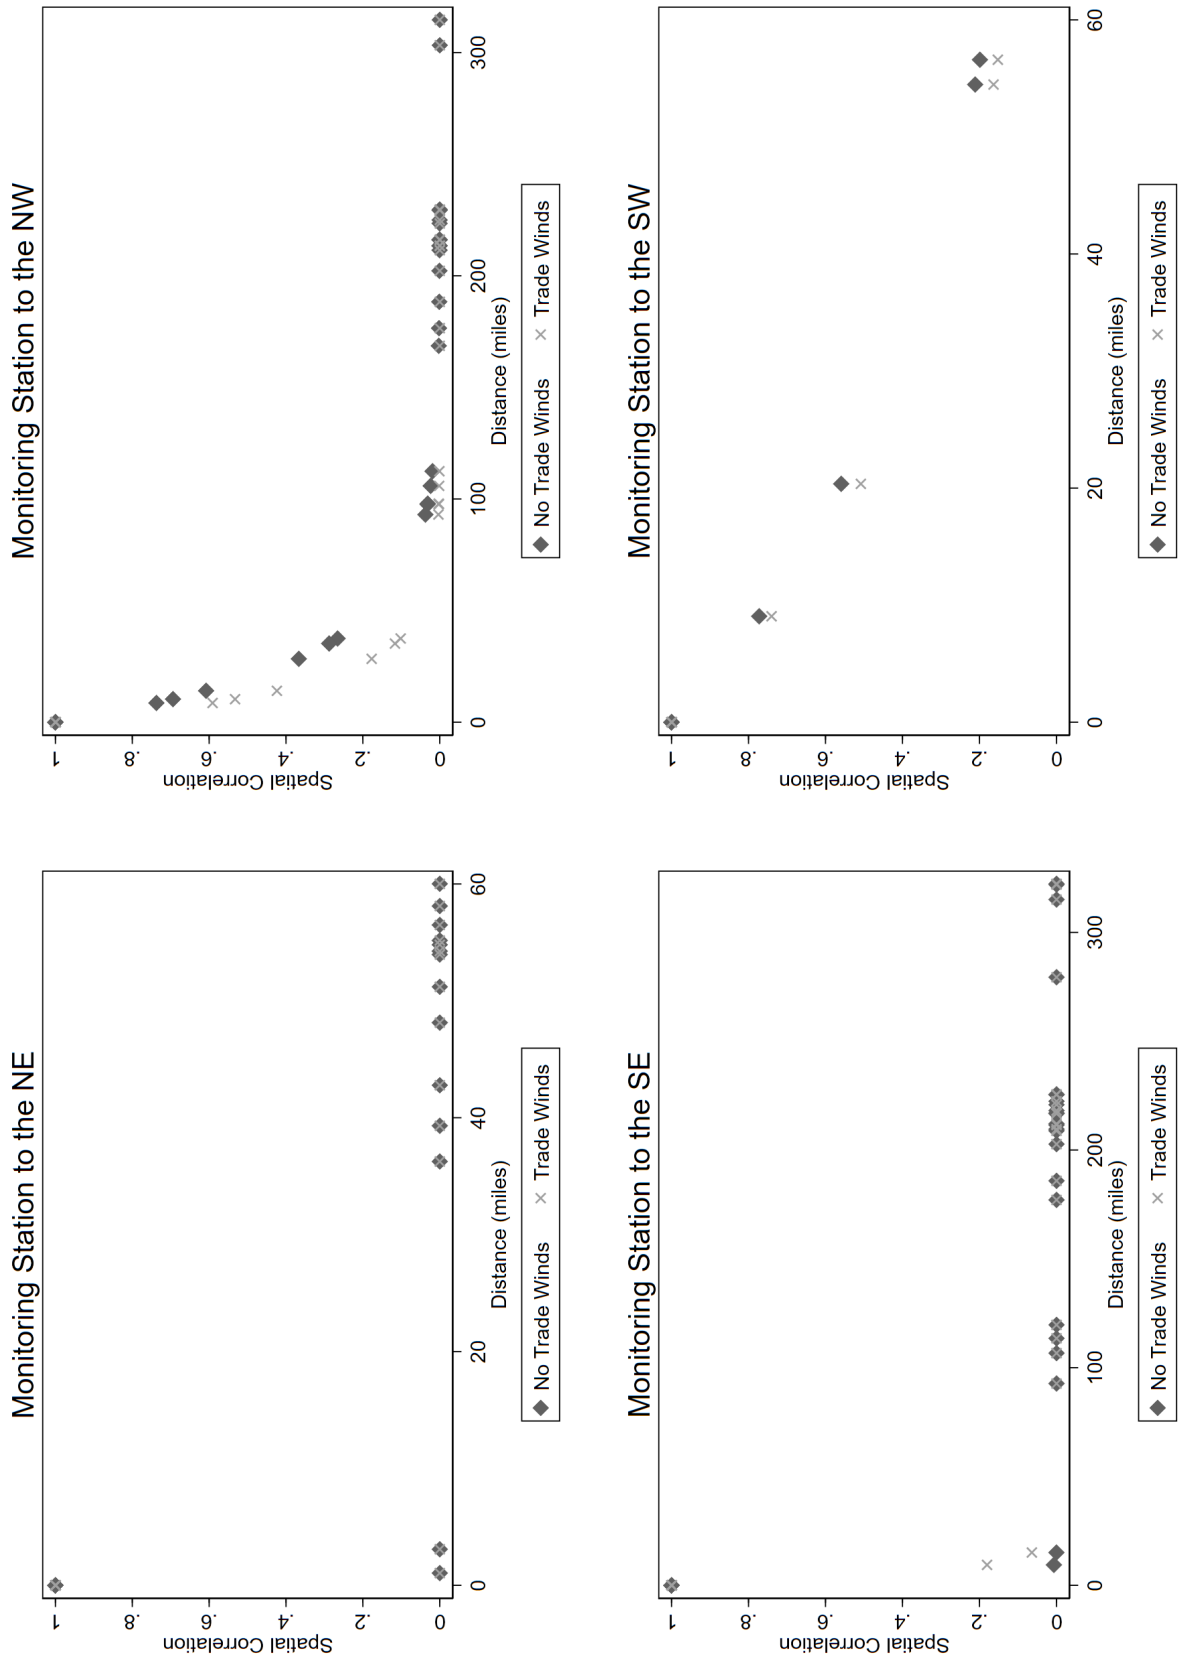 Monitoring Station to the NE
Spatial Correlation
1
.8
.6
.4
.2
0
0 20 40 60
Distance (miles)
No Trade Winds Trade Winds
Monitoring Station to the NW
Spatial Correlation
1
.8
.6
.4
.2
0
0 100 200 300
Distance (miles)
No Trade Winds Trade Winds
Monitoring Station to the SE
Spatial Correlation
1
.8
.6
.4
.2
0
0 100 200 300
Distance (miles)
No Trade Winds Trade Winds
Monitoring Station to the SW
Spatial Correlation
1
.8
.6
.4
.2
0
0 20 40 60
Distance (miles)
No Trade Winds Trade Winds